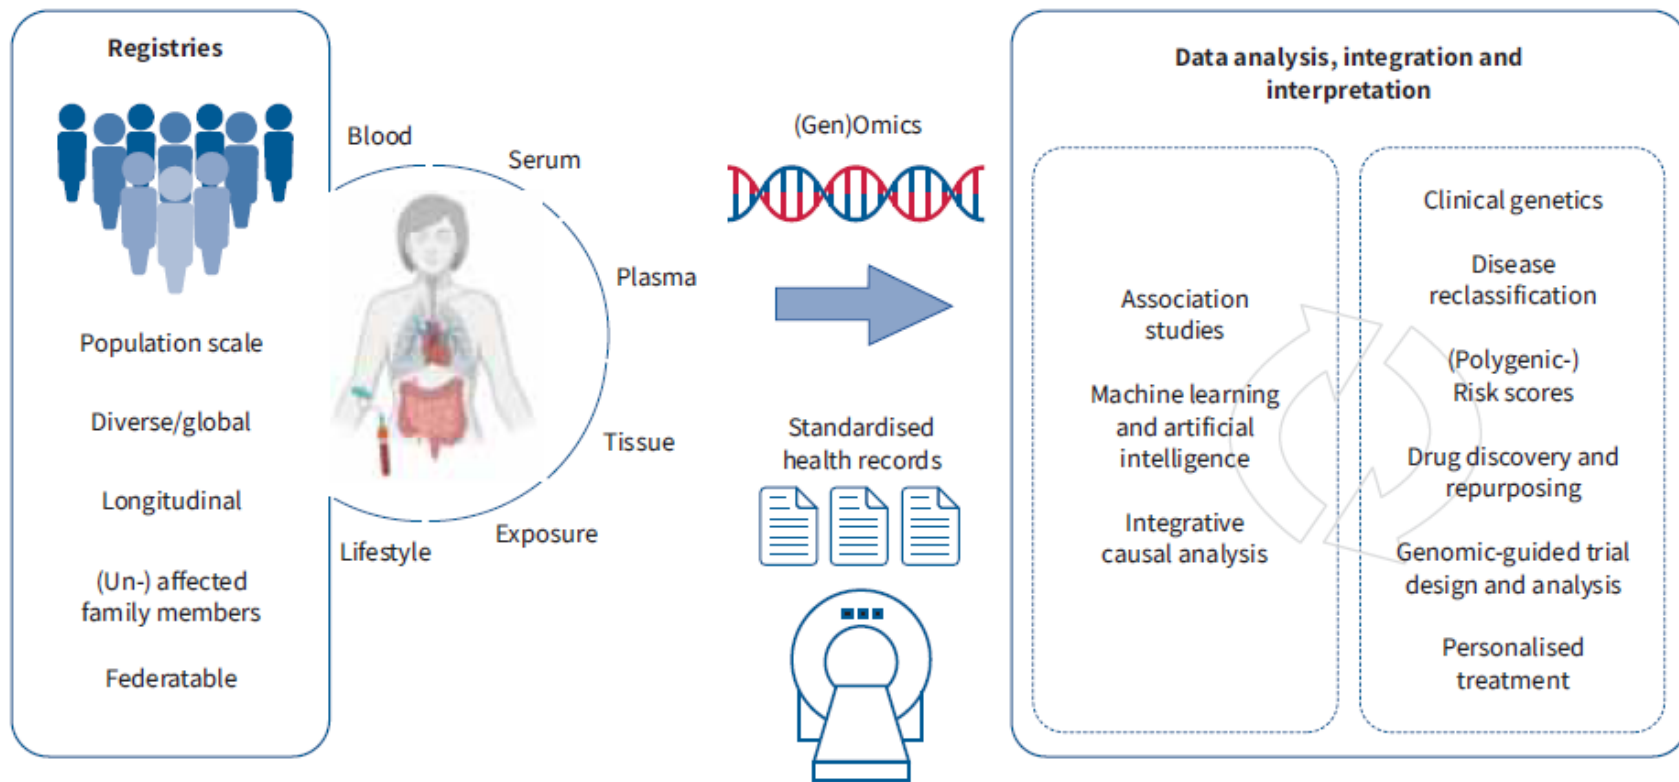 Registries
Population scale
Diverse/global
Longitudinal
(Un-) affected
family members
Federatable
Blood
Serum
Plasma
Tissue
Exposure
Lifestyle
(Gen)Omics
Standardised
health records
Data analysis, integration and
interpretation
Association
studies
Machine learning
and artificial
intelligence
Integrative
causal analysis
Clinical genetics
Disease
reclassification
(Polygenic-)
Risk scores
Drug discovery and
repurposing
Genomic-guided trial
design and analysis
Personalised
treatment